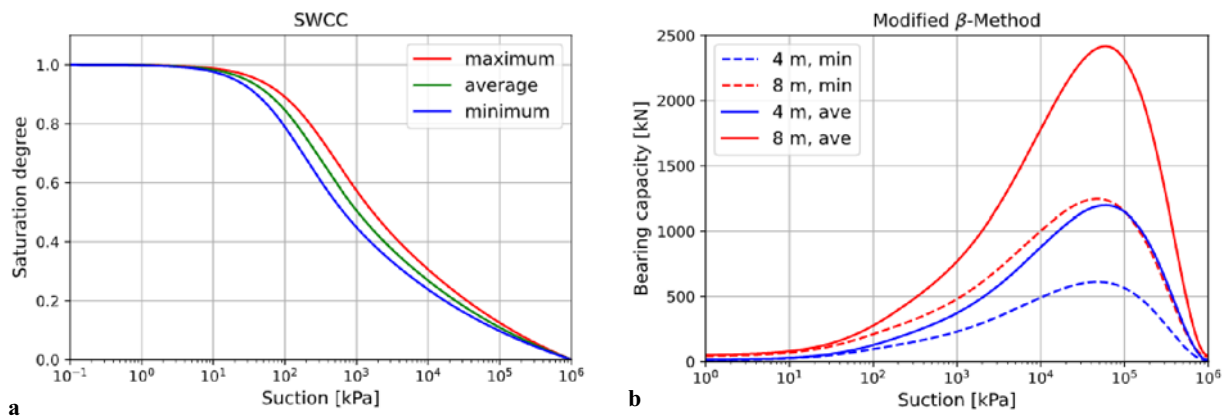 SWCC
Saturation degree
1.0
0.8
0.6
0.4
0.2
0.0
maximum
average
minimum
10⁻¹ 10⁰ 10¹ 10² 10³ 10⁴ 10⁵ 10⁶
Suction [kPa]
a
Modified β-Method
Bearing capacity [kN]
2500
2000
1500
1000
500
0
4 m, min
8 m, min
4 m, ave
8 m, ave
10⁰ 10¹ 10² 10³ 10⁴ 10⁵ 10⁶
Suction [kPa]
b